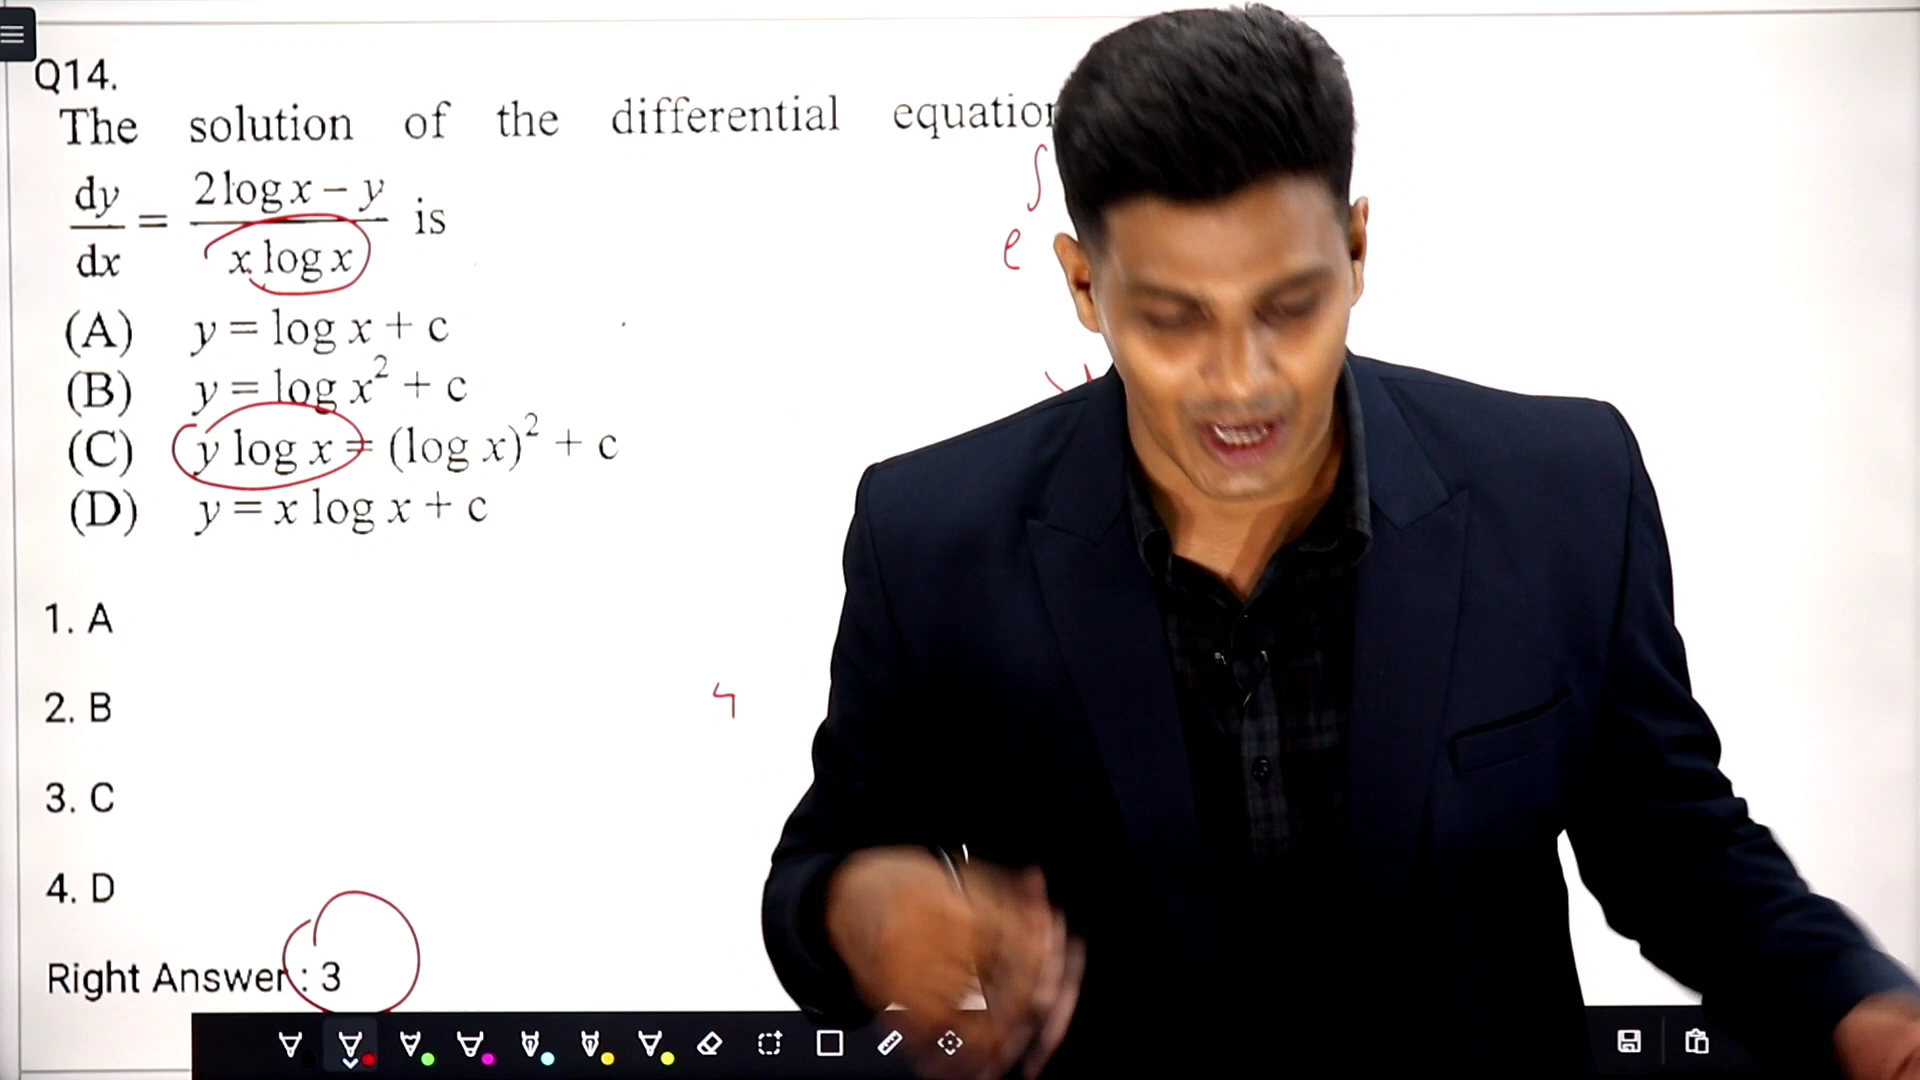 Q14.
The solution of the differential equation
dy/dx = (2 log x − y)/(x log x) is
(A) y = log x + c
(B) y = log x² + c
(C) y log x = (log x)² + c
(D) y = x log x + c
1. A
2. B
3. C
4. D
Right Answer : 3
∫
e